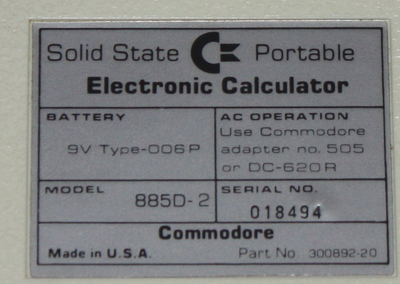 Solid State Portable
Electronic Calculator
BATTERY
9V Type-006P
AC OPERATION
Use Commodore
adapter no. 505
or DC-620R
MODEL
885D-2
SERIAL NO.
018494
Commodore
Made in U.S.A. Part No. 300892-20